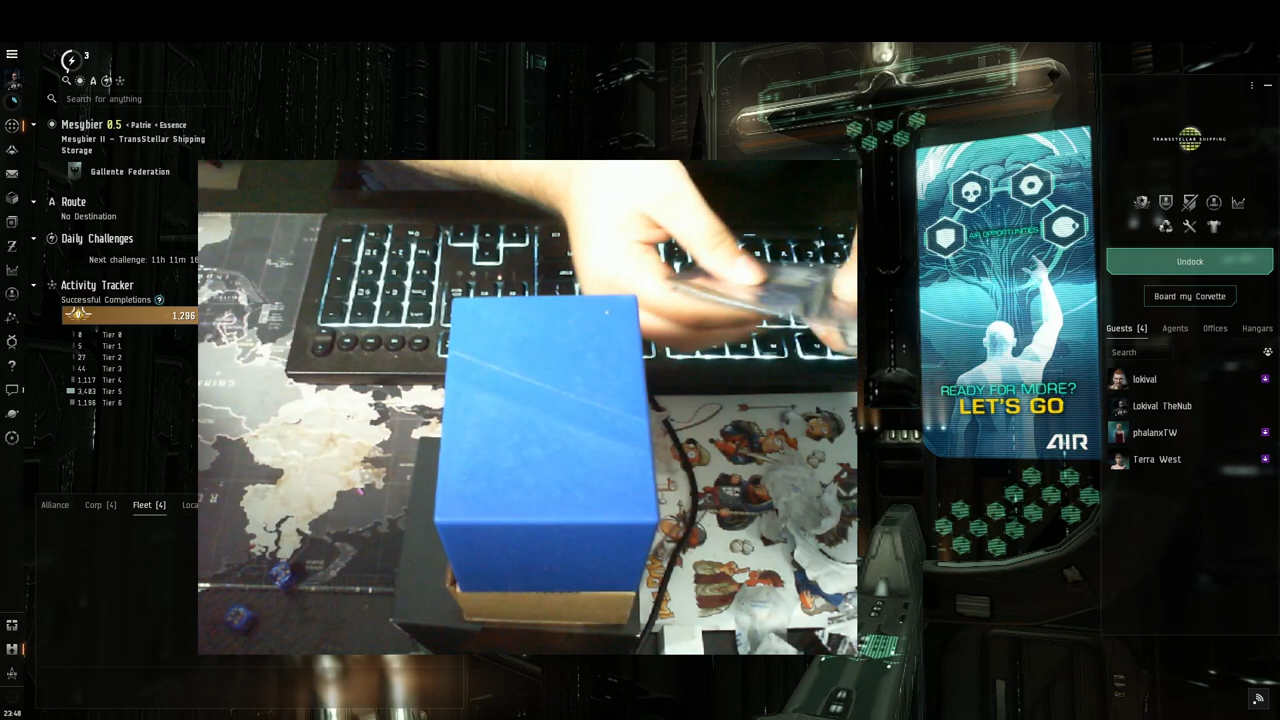 3
A
Search for anything
Mesybier 0.5 < Patrie < Essence
Mesybier II - TransStellar Shipping
Storage
Gallente Federation
Route
No Destination
Daily Challenges
Next challenge: 11h 11m 16
Activity Tracker
Successful Completions ?
1,296
0 Tier 0
5 Tier 1
27 Tier 2
44 Tier 3
1,117 Tier 4
3,483 Tier 5
1,196 Tier 6
Alliance Corp [4] Fleet [4] Loca
23:48
AIR OPPORTUNITIES
READY FOR MORE?
LET'S GO
AIR
TRANSSTELLAR SHIPPING
Undock
Board my Corvette
Guests [4] Agents Offices Hangars
Search
lokival
Lokival TheNub
phalanxTW
Terra West